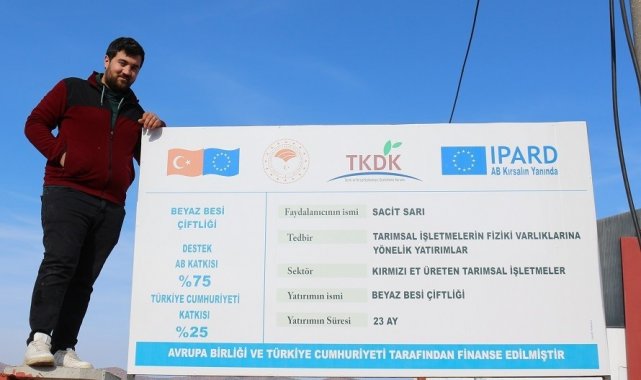 TKDK
IPARD
AB Kırsalın Yanında
BEYAZ BESİ
ÇİFTLİĞİ
DESTEK
AB KATKISI
%75
TÜRKİYE CUMHURİYETİ
KATKISI
%25
Faydalanıcının ismi SACİT SARI
Tedbir TARIMSAL İŞLETMELERİN FİZİKİ VARLIKLARINA
YÖNELİK YATIRIMLAR
Sektör KIRMIZI ET ÜRETEN TARIMSAL İŞLETMELER
Yatırımın ismi BEYAZ BESİ ÇİFTLİĞİ
Yatırımın Süresi 23 AY
AVRUPA BİRLİĞİ VE TÜRKİYE CUMHURİYETİ TARAFINDAN FİNANSE EDİLMİŞTİR